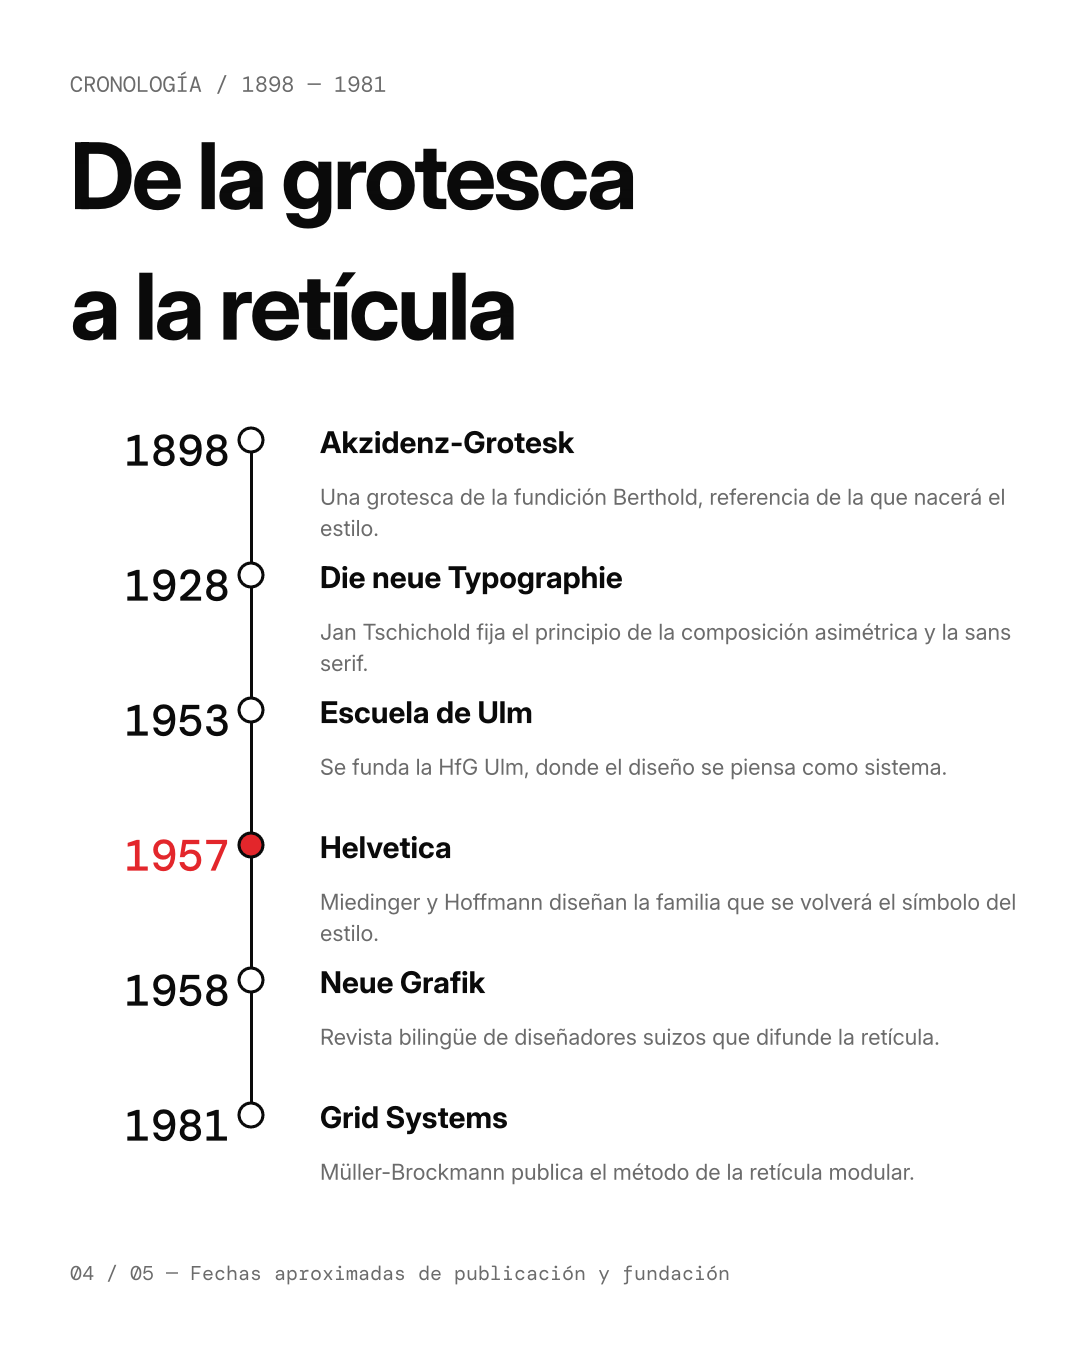 CRONOLOGÍA / 1898 — 1981
De la grotesca
a la retícula
1898
Akzidenz-Grotesk
Una grotesca de la fundición Berthold, referencia de la que nacerá el
estilo.
1928
Die neue Typographie
Jan Tschichold fija el principio de la composición asimétrica y la sans
serif.
1953
Escuela de Ulm
Se funda la HfG Ulm, donde el diseño se piensa como sistema.
1957
Helvetica
Miedinger y Hoffmann diseñan la familia que se volverá el símbolo del
estilo.
1958
Neue Grafik
Revista bilingüe de diseñadores suizos que difunde la retícula.
1981
Grid Systems
Müller-Brockmann publica el método de la retícula modular.
04 / 05 — Fechas aproximadas de publicación y fundación